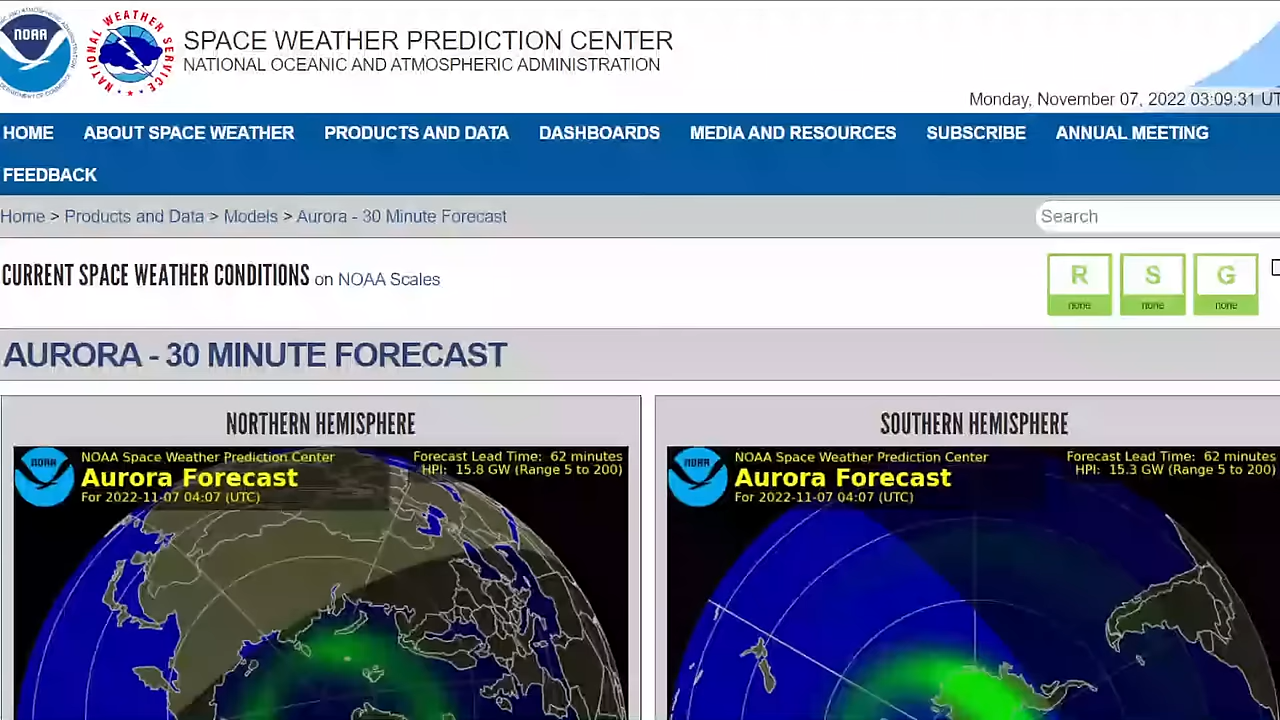 NOAA
NATIONAL WEATHER SERVICE
SPACE WEATHER PREDICTION CENTER
NATIONAL OCEANIC AND ATMOSPHERIC ADMINISTRATION
Monday, November 07, 2022 03:09:31 UT
HOME ABOUT SPACE WEATHER PRODUCTS AND DATA DASHBOARDS MEDIA AND RESOURCES SUBSCRIBE ANNUAL MEETING
FEEDBACK
Home > Products and Data > Models > Aurora - 30 Minute Forecast
Search
CURRENT SPACE WEATHER CONDITIONS on NOAA Scales
R S G
none none none
AURORA - 30 MINUTE FORECAST
NORTHERN HEMISPHERE
NOAA
NOAA Space Weather Prediction Center
Aurora Forecast
For 2022-11-07 04:07 (UTC)
Forecast Lead Time: 62 minutes
HPI: 15.8 GW (Range 5 to 200)
SOUTHERN HEMISPHERE
NOAA
NOAA Space Weather Prediction Center
Aurora Forecast
For 2022-11-07 04:07 (UTC)
Forecast Lead Time: 62 minutes
HPI: 15.3 GW (Range 5 to 200)